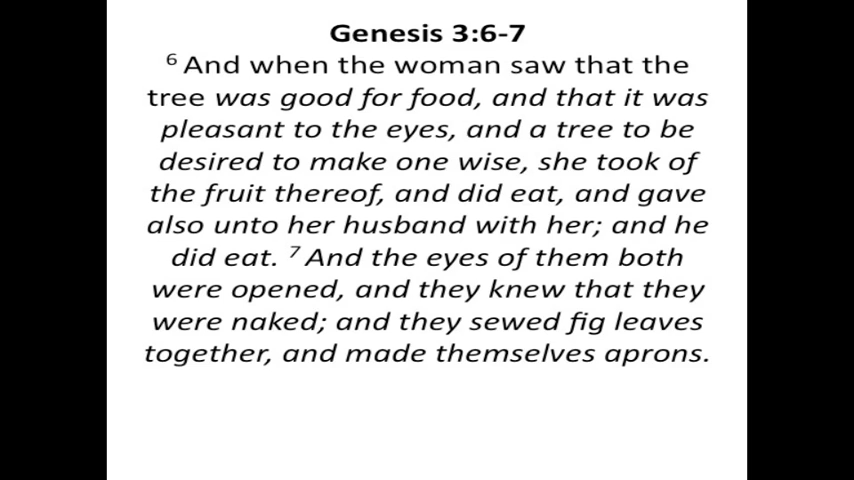 Genesis 3:6-7
6 And when the woman saw that the
tree was good for food, and that it was
pleasant to the eyes, and a tree to be
desired to make one wise, she took of
the fruit thereof, and did eat, and gave
also unto her husband with her; and he
did eat. 7 And the eyes of them both
were opened, and they knew that they
were naked; and they sewed fig leaves
together, and made themselves aprons.